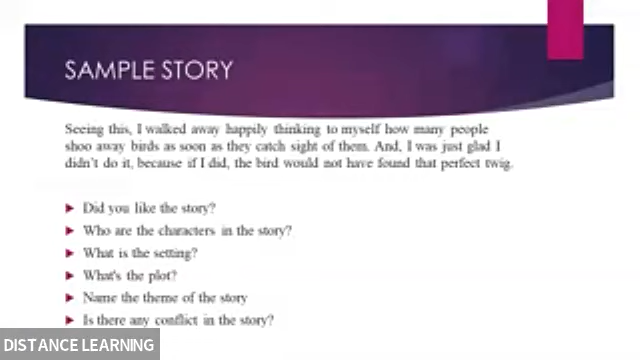 SAMPLE STORY
Seeing this, I walked away happily thinking to myself how many people
shoo away birds as soon as they catch sight of them. And, I was just glad I
didn't do it, because if I did, the bird would not have found that perfect twig.
Did you like the story?
Who are the characters in the story?
What is the setting?
What's the plot?
Name the theme of the story
Is there any conflict in the story?
DISTANCE LEARNING